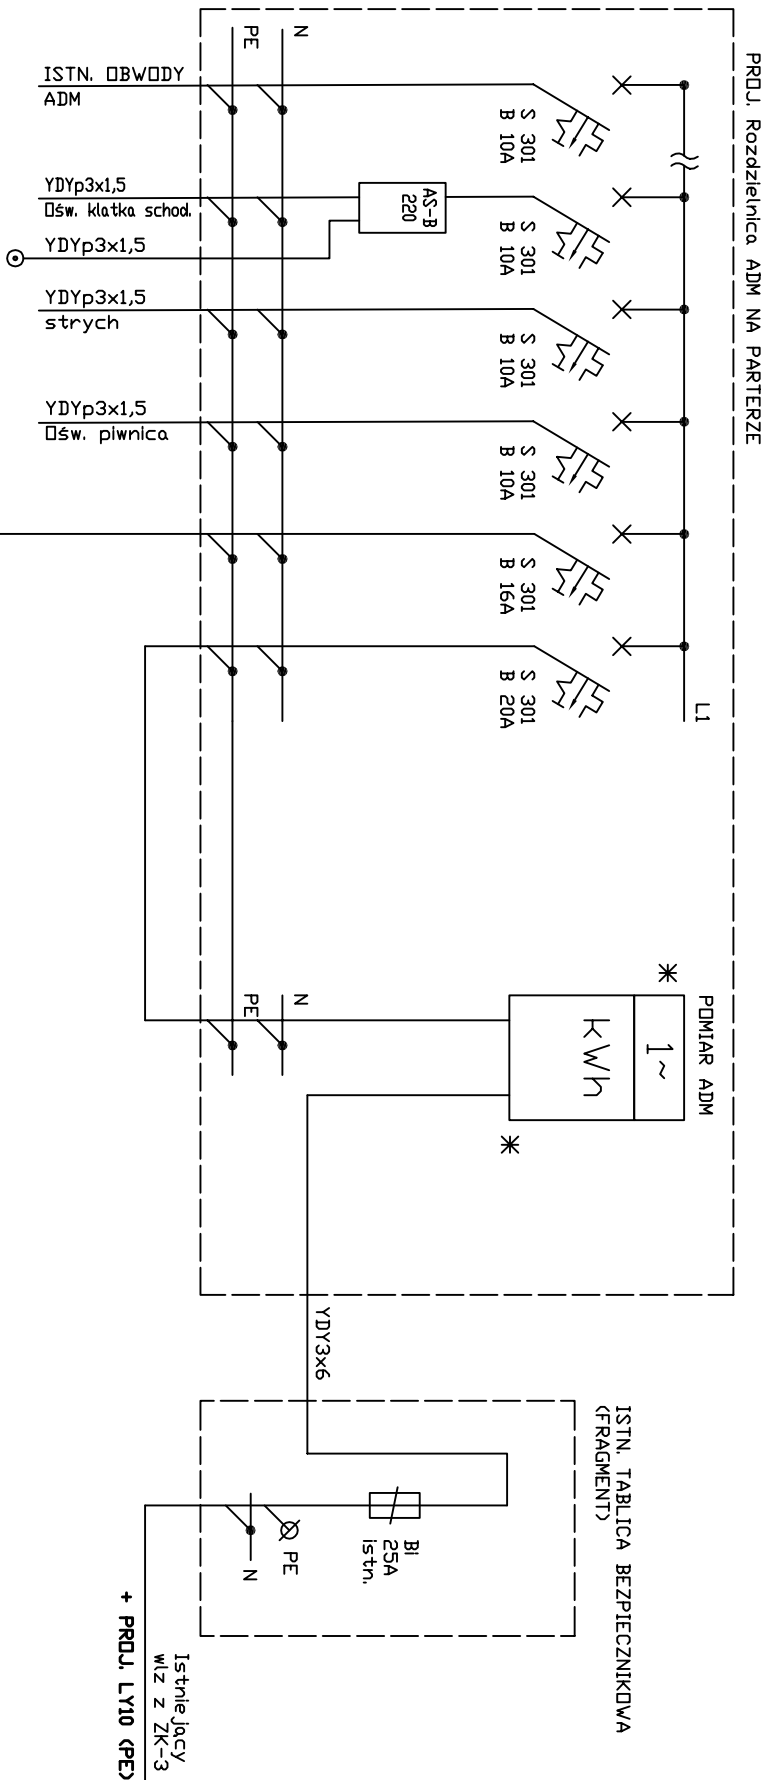 PROJ. Rozdzielnica ADM NA PARTERZE
L1
PE
N
ISTN. OBWODY
ADM
S 301
B 10A
YDYp3x1,5
Ośw. klatka schod.
AS-B
220
S 301
B 10A
YDYp3x1,5
YDYp3x1,5
strych
S 301
B 10A
YDYp3x1,5
Ośw. piwnica
S 301
B 10A
S 301
B 16A
S 301
B 20A
PE
N
POMIAR ADM
1~
kWh
*
*
YDY3x6
ISTN. TABLICA BEZPIECZNIKOWA
(FRAGMENT)
Bi
25A
istn.
PE
N
Istniejący
wlz z ZK-3
+ PROJ. LY10 (PE)